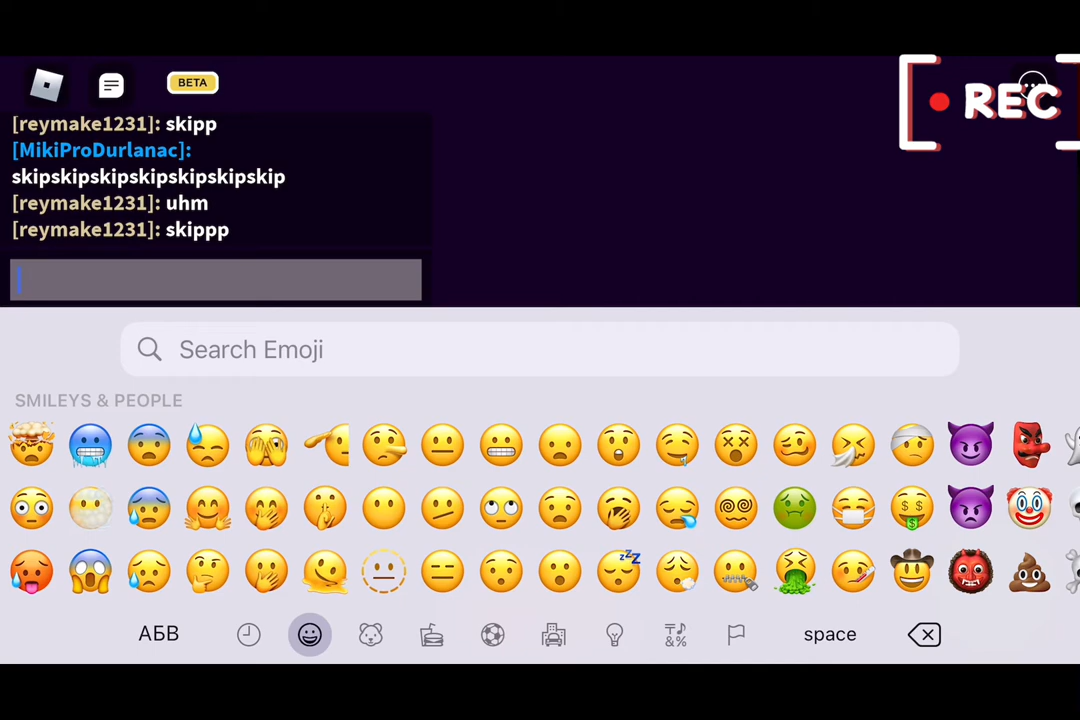 BETA
REC
[reymake1231]: skipp
[MikiProDurlanac]:
skipskipskipskipskipskipskip
[reymake1231]: uhm
[reymake1231]: skippp
Search Emoji
SMILEYS & PEOPLE
АБВ
space